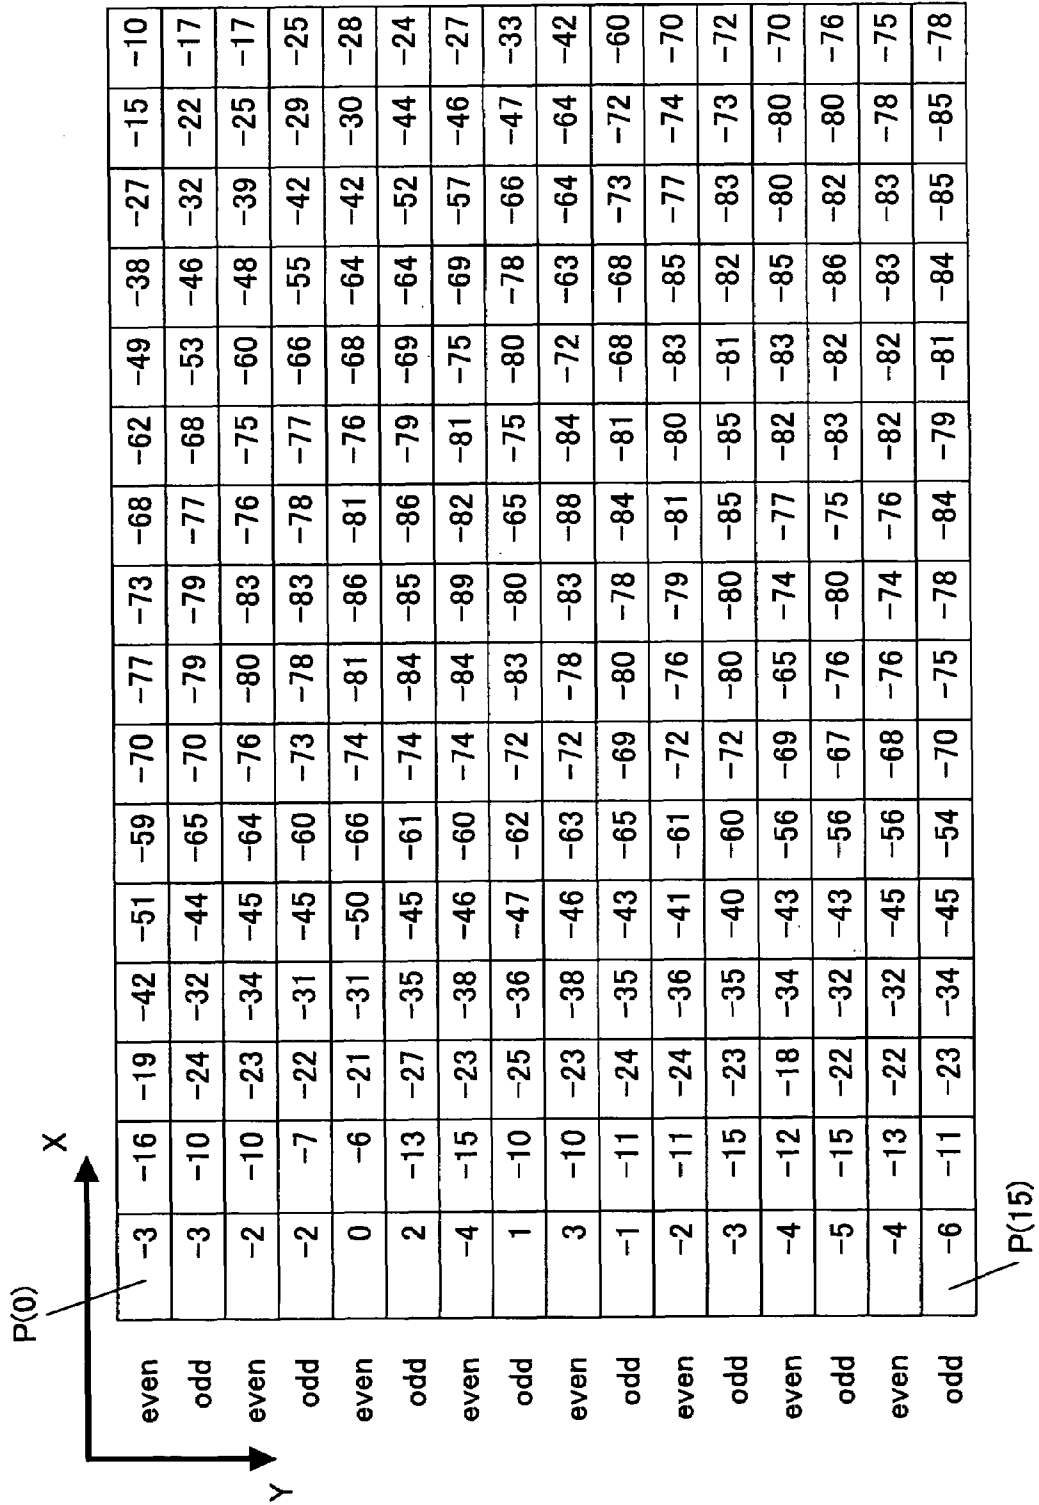 P(0)
X
Y
even -3 -16 -19 -42 -51 -59 -70 -77 -73 -68 -62 -49 -38 -27 -15 -10
odd -3 -10 -24 -32 -44 -65 -70 -79 -79 -77 -68 -53 -46 -32 -22 -17
even -2 -10 -23 -34 -45 -64 -76 -80 -83 -76 -75 -60 -48 -39 -25 -17
odd -2 -7 -22 -31 -45 -60 -73 -78 -83 -78 -77 -66 -55 -42 -29 -25
even 0 -6 -21 -31 -50 -66 -74 -81 -86 -81 -76 -68 -64 -42 -30 -28
odd 2 -13 -27 -35 -45 -61 -74 -84 -85 -86 -79 -69 -64 -52 -44 -24
even -4 -15 -23 -38 -46 -60 -74 -84 -89 -82 -81 -75 -69 -57 -46 -27
odd 1 -10 -25 -36 -47 -62 -72 -83 -80 -65 -75 -80 -78 -66 -47 -33
even 3 -10 -23 -38 -46 -63 -72 -78 -83 -88 -84 -72 -63 -64 -64 -42
odd -1 -11 -24 -35 -43 -65 -69 -80 -78 -84 -81 -68 -68 -73 -72 -60
even -2 -11 -24 -36 -41 -61 -72 -76 -79 -81 -80 -83 -85 -77 -74 -70
odd -3 -15 -23 -35 -40 -60 -72 -80 -80 -85 -85 -81 -82 -83 -73 -72
even -4 -12 -18 -34 -43 -56 -69 -65 -74 -77 -82 -83 -85 -80 -80 -70
odd -5 -15 -22 -32 -43 -56 -67 -76 -80 -75 -83 -82 -86 -82 -80 -76
even -4 -13 -22 -32 -45 -56 -68 -76 -74 -76 -82 -82 -83 -83 -78 -75
odd -6 -11 -23 -34 -45 -54 -70 -75 -78 -84 -79 -81 -84 -85 -85 -78
P(15)